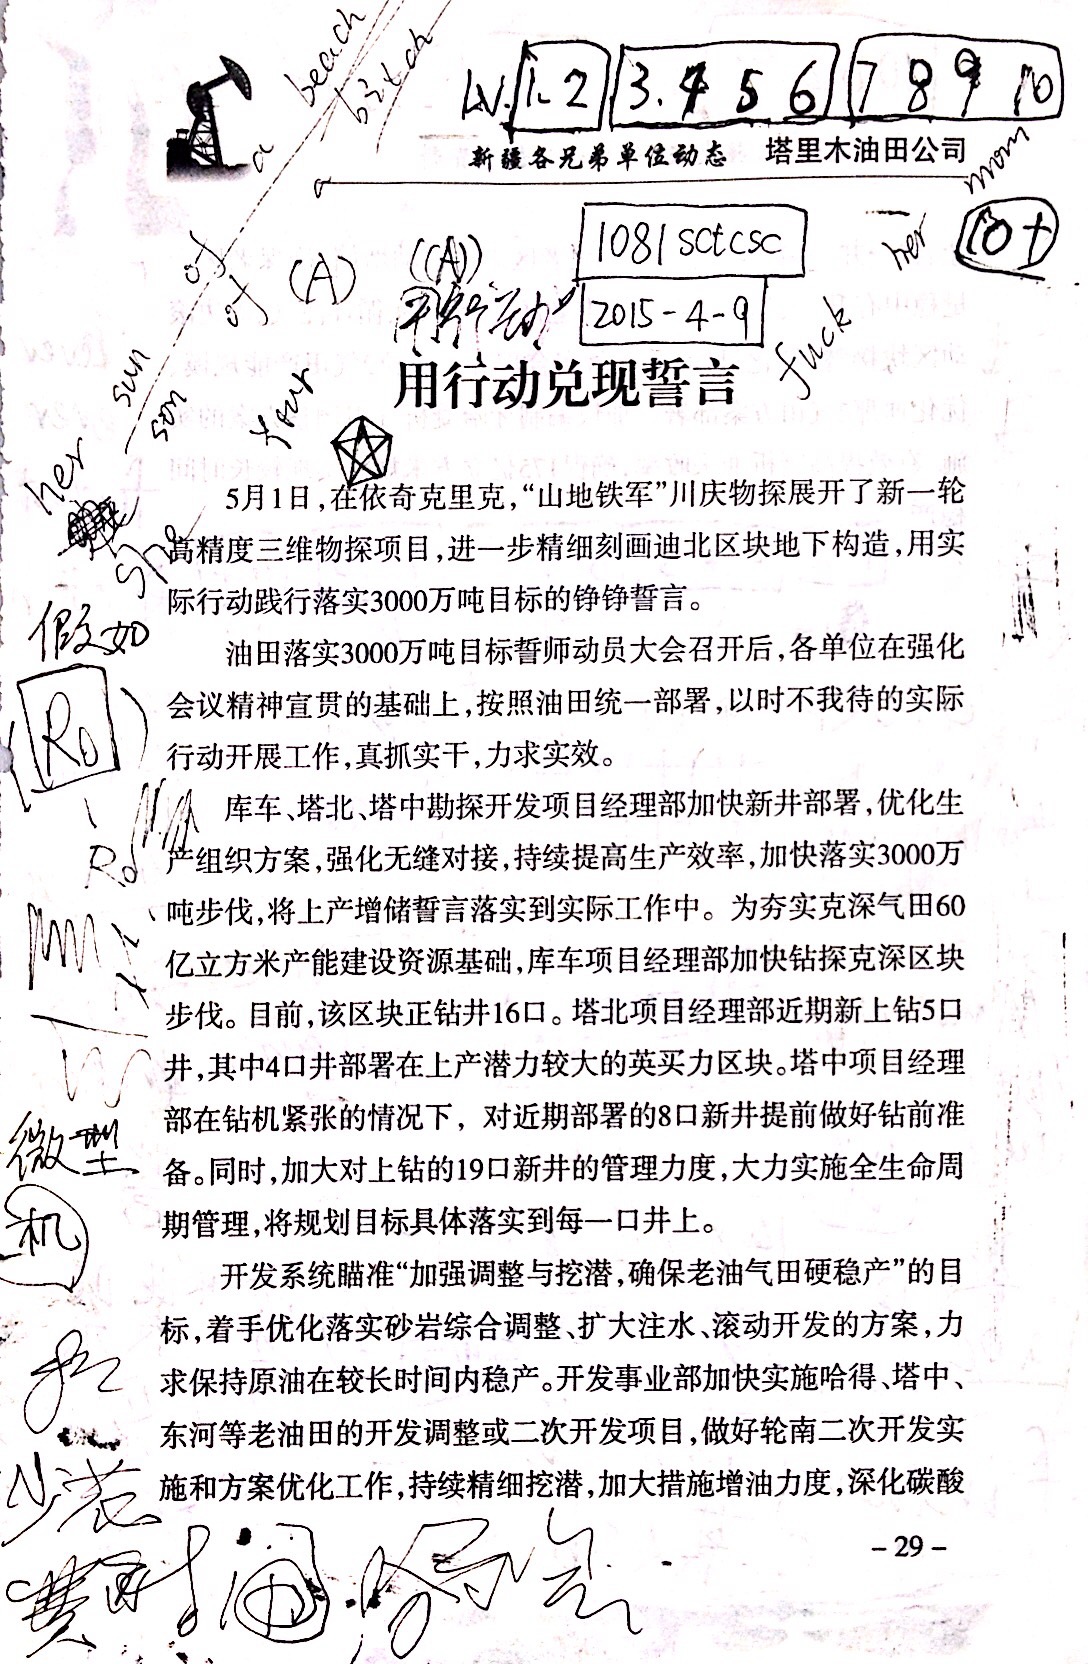 a beach
a bitch
LV. 1. 2 3. 4 5 6 7 8 9 10
新疆各兄弟单位动态 塔里木油田公司
her mom
10+
of
of
(A) ((A))
1081sctcsc
2015-4-9
fuck
her sun
son
your
用行动兑现誓言
5月1日,在依奇克里克,“山地铁军”川庆物探展开了新一轮
高精度三维物探项目,进一步精细刻画迪北区块地下构造,用实
际行动践行落实3000万吨目标的铮铮誓言。
假如
油田落实3000万吨目标誓师动员大会召开后,各单位在强化
会议精神宣贯的基础上,按照油田统一部署,以时不我待的实际
行动开展工作,真抓实干,力求实效。
(Ro)
库车、塔北、塔中勘探开发项目经理部加快新井部署,优化生
产组织方案,强化无缝对接,持续提高生产效率,加快落实3000万
Ro
吨步伐,将上产增储誓言落实到实际工作中。为夯实克深气田60
亿立方米产能建设资源基础,库车项目经理部加快钻探克深区块
步伐。目前,该区块正钻井16口。塔北项目经理部近期新上钻5口
井,其中4口井部署在上产潜力较大的英买力区块。塔中项目经理
部在钻机紧张的情况下,对近期部署的8口新井提前做好钻前准
微型
备。同时,加大对上钻的19口新井的管理力度,大力实施全生命周
机
期管理,将规划目标具体落实到每一口井上。
开发系统瞄准“加强调整与挖潜,确保老油气田硬稳产”的目
标,着手优化落实砂岩综合调整、扩大注水、滚动开发的方案,力
求保持原油在较长时间内稳产。开发事业部加快实施哈得、塔中、
东河等老油田的开发调整或二次开发项目,做好轮南二次开发实
施和方案优化工作,持续精细挖潜,加大措施增油力度,深化碳酸
- 29 -